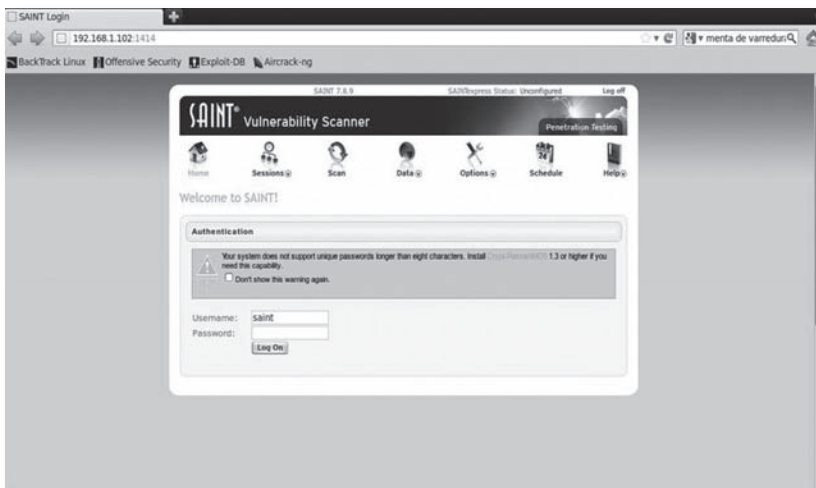 SAINT Login
192.168.1.102:1414
menta de varredura
BackTrack Linux Offensive Security Exploit-DB Aircrack-ng
SAINT 7.8.9 SAINTexpress Status: Unconfigured Log off
SAINT® Vulnerability Scanner
Penetration Testing
Home Sessions Scan Data Options Schedule Help
Welcome to SAINT!
Authentication
Your system does not support unique passwords longer than eight characters. Install 1.3 or higher if you
need this capability.
Don't show this warning again.
Username: saint
Password:
Log On